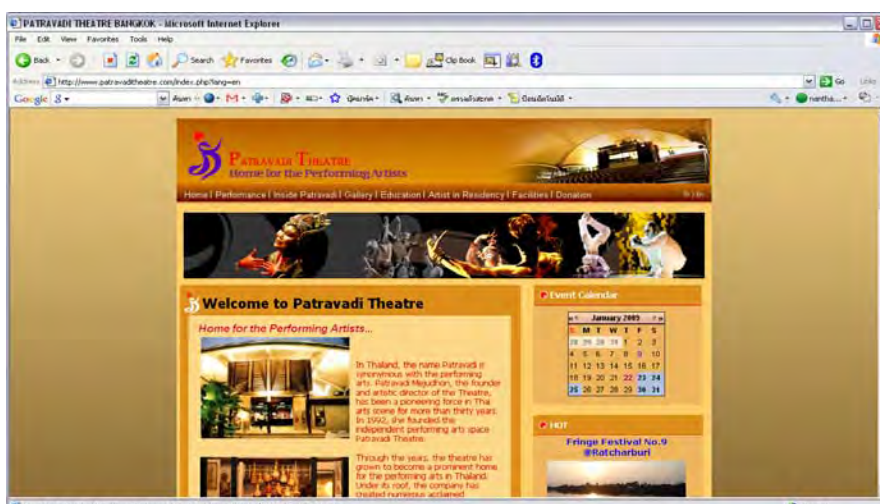 PATRAVADI THEATRE BANGKOK - Microsoft Internet Explorer
File Edit View Favorites Tools Help
Back Search Favorites Clip Book
Address http://www.patravaditheatre.com/index.php?lang=en Go Links
Google
PATRAVADI THEATRE
Home for the Performing Artists
Home | Performance | Inside Patravadi | Gallery | Education | Artist in Residency | Facilities | Donation
Welcome to Patravadi Theatre
Home for the Performing Artists...
In Thailand, the name Patravadi is
synonymous with the performing
arts. Patravadi Mejudhon, the founder
and artistic director of the Theatre,
has been a pioneering force in Thai
arts scene for more than thirty years.
In 1992, she founded the
independent performing arts space
Patravadi Theatre.
Through the years, the theatre has
grown to become a prominent home
for the performing arts in Thailand.
Under its roof, the company has
created numerous acclaimed
Event Calendar
January 2009
S M T W T F S
28 29 30 31 1 2 3
4 5 6 7 8 9 10
11 12 13 14 15 16 17
18 19 20 21 22 23 24
25 26 27 28 29 30 31
HOT
Fringe Festival No.9
@Ratcharburi